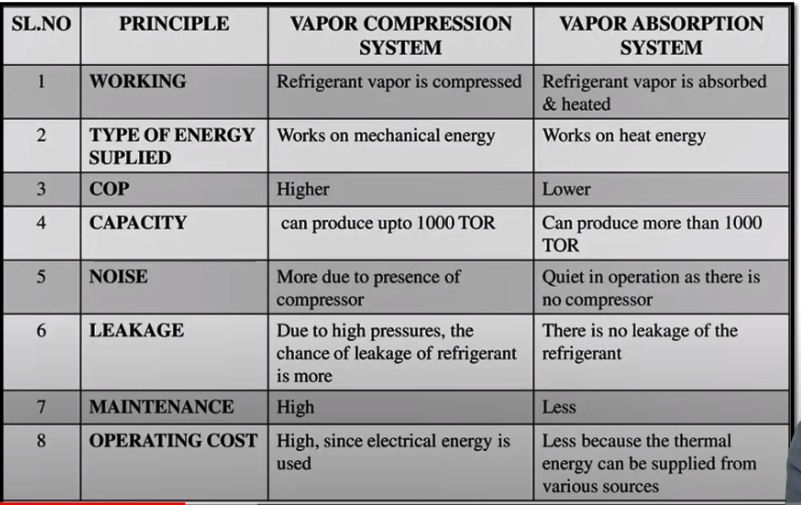 SL.NO PRINCIPLE VAPOR COMPRESSION SYSTEM VAPOR ABSORPTION SYSTEM
1 WORKING Refrigerant vapor is compressed Refrigerant vapor is absorbed & heated
2 TYPE OF ENERGY SUPLIED Works on mechanical energy Works on heat energy
3 COP Higher Lower
4 CAPACITY can produce upto 1000 TOR Can produce more than 1000 TOR
5 NOISE More due to presence of compressor Quiet in operation as there is no compressor
6 LEAKAGE Due to high pressures, the chance of leakage of refrigerant is more There is no leakage of the refrigerant
7 MAINTENANCE High Less
8 OPERATING COST High, since electrical energy is used Less because the thermal energy can be supplied from various sources